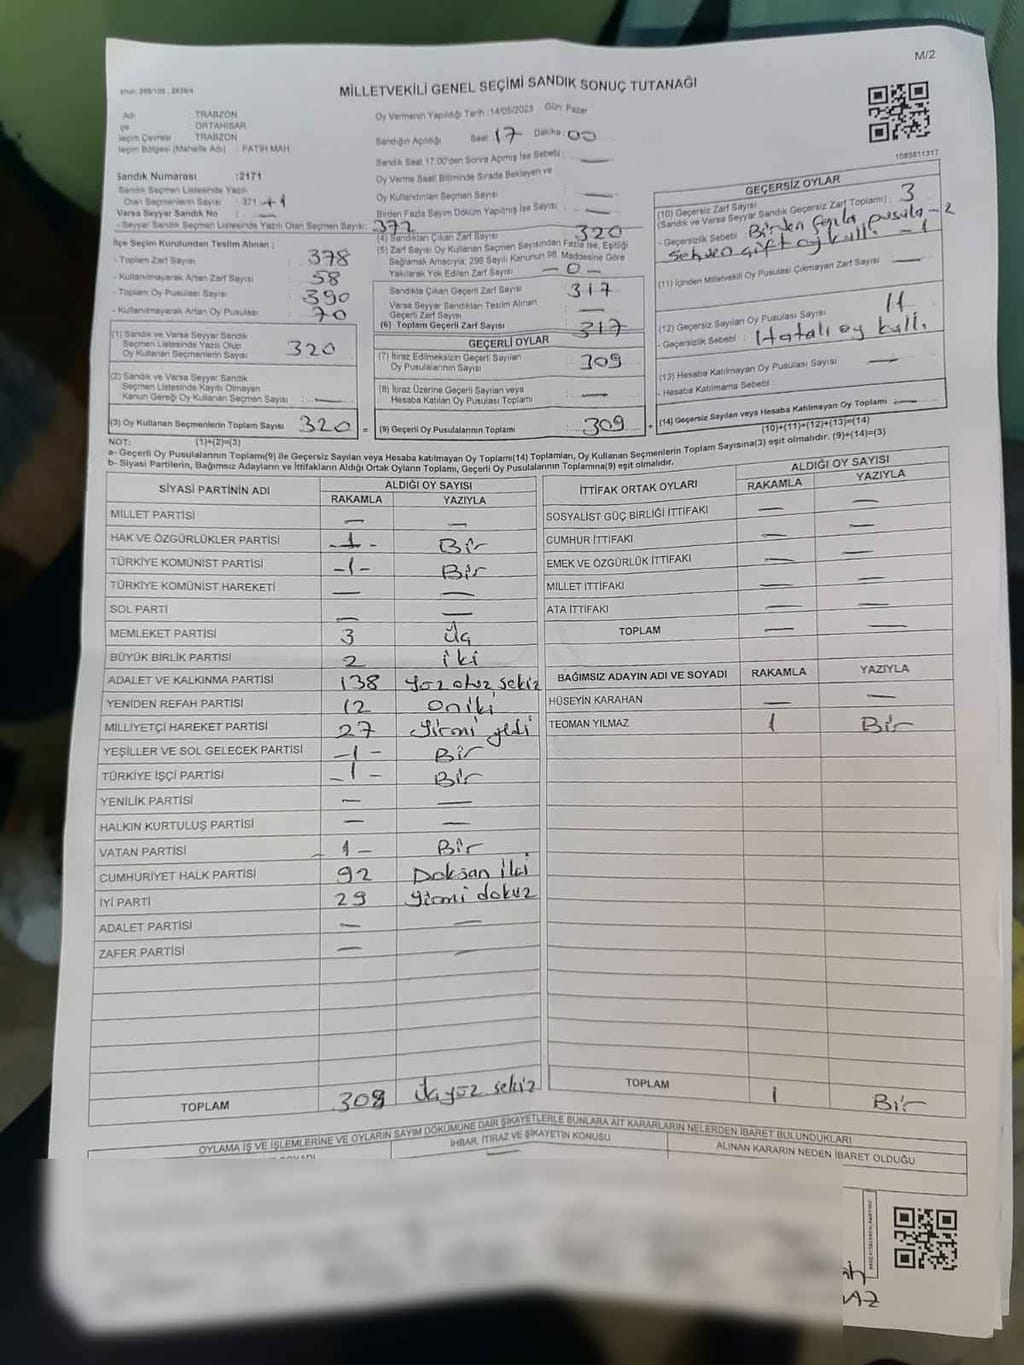 M/2
MİLLETVEKİLİ GENEL SEÇİMİ SANDIK SONUÇ TUTANAĞI
Adı : TRABZON
: ORTAHİSAR
Seçim Çevresi : TRABZON
Seçim Bölgesi (Mahalle Adı) : FATİH MAH.
Sandık Numarası :2171
Sandık Seçmen Listesinde Yazılı
Olan Seçmenlerin Sayısı : 371 +1
Varsa Seyyar Sandık No —
- Seyyar Sandık Seçmen Listesinde Yazılı Olan Seçmen Sayısı: 372
İlçe Seçim Kurulundan Teslim Alınan ;
- Toplam Zarf Sayısı : 378
- Kullanılmayarak Artan Zarf Sayısı : 58
- Toplam Oy Pusulası Sayısı : 390
- Kullanılmayarak Artan Oy Pusulası : 70
(1) Sandık ve Varsa Seyyar Sandık
Seçmen Listesinde Yazılı Olup
Oy Kullanan Seçmenlerin Sayısı : 320
(2) Sandık ve Varsa Seyyar Sandık
Seçmen Listesinde Kayıtlı Olmayan
Kanun Gereği Oy Kullanan Seçmen Sayısı : —
(3) Oy Kullanan Seçmenlerin Toplam Sayısı 320 =
Oy Vermenin Yapıldığı Tarih : 14/05/2023 Gün: Pazar
Sandığın Açıldığı Saat : 17 Dakika : 00
Sandık Saat 17.00'den Sonra Açılmış İse Sebebi : —
Oy Verme Saati Bitiminde Sırada Bekleyen ve
Oy Kullandırılan Seçmen Sayısı : —
Birden Fazla Sayım Döküm Yapılmış İse Sayısı : —
(4) Sandıktan Çıkan Zarf Sayısı 320
(5) Zarf Sayısı Oy Kullanan Seçmen Sayısından Fazla İse, Eşitliği
Sağlamak Amacıyla; 298 Sayılı Kanunun 98. Maddesine Göre
Yakılarak Yok Edilen Zarf Sayısı — 0 —
Sandıkta Çıkan Geçerli Zarf Sayısı : 317
Varsa Seyyar Sandıktan Teslim Alınan
Geçerli Zarf Sayısı : —
(6) Toplam Geçerli Zarf Sayısı : 317
GEÇERLİ OYLAR
(7) İtiraz Edilmeksizin Geçerli Sayılan
Oy Pusulalarının Sayısı : 309
(8) İtiraz Üzerine Geçerli Sayılan veya
Hesaba Katılan Oy Pusulası Toplamı : —
(9) Geçerli Oy Pusulalarının Toplamı : 309 +
1083811317
GEÇERSİZ OYLAR
(10) Geçersiz Zarf Sayısı
(Sandık ve Varsa Seyyar Sandık Geçersiz Zarf Toplamı) : 3
- Geçersizlik Sebebi : Birden fazla pusula - 2
çift oy kull. - 1
(11) İçinden Milletvekili Oy Pusulası Çıkmayan Zarf Sayısı —
(12) Geçersiz Sayılan Oy Pusulası Sayısı : 11
- Geçersizlik Sebebi : Hatalı oy kull.
(13) Hesaba Katılmayan Oy Pusulası Sayısı —
- Hesaba Katılmama Sebebi :
(14) Geçersiz Sayılan veya Hesaba Katılmayan Oy Toplamı —
NOT: (1)+(2)=(3) (10)+(11)+(12)+(13)=(14)
a- Geçerli Oy Pusulalarının Toplamı(9) ile Geçersiz Sayılan veya Hesaba katılmayan Oy Toplamı(14) Toplamları, Oy Kullanan Seçmenlerin Toplam Sayısına(3) eşit olmalıdır. (9)+(14)=(3)
b- Siyasi Partilerin, Bağımsız Adayların ve İttifakların Aldığı Ortak Oyların Toplamı, Geçerli Oy Pusulalarının Toplamına(9) eşit olmalıdır.
SİYASİ PARTİNİN ADI ALDIĞI OY SAYISI
RAKAMLA YAZIYLA
MİLLET PARTİSİ — —
HAK VE ÖZGÜRLÜKLER PARTİSİ -1- Bir
TÜRKİYE KOMÜNİST PARTİSİ -1- Bir
TÜRKİYE KOMÜNİST HAREKETİ — —
SOL PARTİ — —
MEMLEKET PARTİSİ 3 Üç
BÜYÜK BİRLİK PARTİSİ 2 iki
ADALET VE KALKINMA PARTİSİ 138 Yüz otuz sekiz
YENİDEN REFAH PARTİSİ 12 Oniki
MİLLİYETÇİ HAREKET PARTİSİ 27 Yirmi yedi
YEŞİLLER VE SOL GELECEK PARTİSİ -1- Bir
TÜRKİYE İŞÇİ PARTİSİ -1- Bir
YENİLİK PARTİSİ — —
HALKIN KURTULUŞ PARTİSİ — —
VATAN PARTİSİ -1- Bir
CUMHURİYET HALK PARTİSİ 92 Doksan iki
İYİ PARTİ 29 Yirmi dokuz
ADALET PARTİSİ — —
ZAFER PARTİSİ — —
TOPLAM 308 Üç yüz sekiz
İTTİFAK ORTAK OYLARI ALDIĞI OY SAYISI
RAKAMLA YAZIYLA
SOSYALİST GÜÇ BİRLİĞİ İTTİFAKI — —
CUMHUR İTTİFAKI — —
EMEK VE ÖZGÜRLÜK İTTİFAKI — —
MİLLET İTTİFAKI — —
ATA İTTİFAKI — —
TOPLAM — —
BAĞIMSIZ ADAYIN ADI VE SOYADI RAKAMLA YAZIYLA
HÜSEYİN KARAHAN — —
TEOMAN YILMAZ 1 Bir
TOPLAM 1 Bir
OYLAMA İŞ VE İŞLEMLERİNE VE OYLARIN SAYIM DÖKÜMÜNE DAİR ŞİKAYETLERLE BUNLARA AİT KARARLARIN NELERDEN İBARET BULUNDUKLARI
İHBAR, İTİRAZ VE ŞİKAYETİN KONUSU
ALINAN KARARIN NEDEN İBARET OLDUĞU